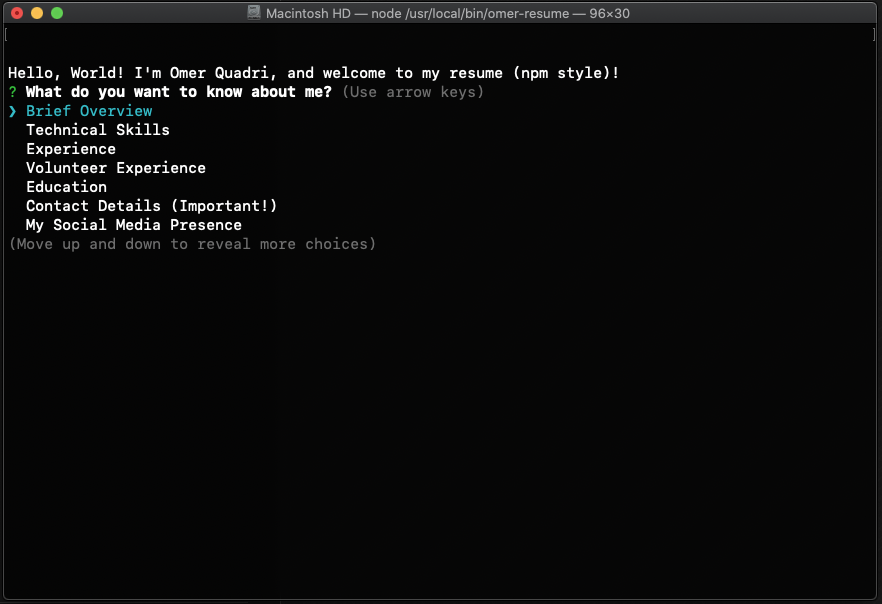 Macintosh HD — node /usr/local/bin/omer-resume — 96×30
[ ]
Hello, World! I'm Omer Quadri, and welcome to my resume (npm style)!
? What do you want to know about me? (Use arrow keys)
❯ Brief Overview
Technical Skills
Experience
Volunteer Experience
Education
Contact Details (Important!)
My Social Media Presence
(Move up and down to reveal more choices)